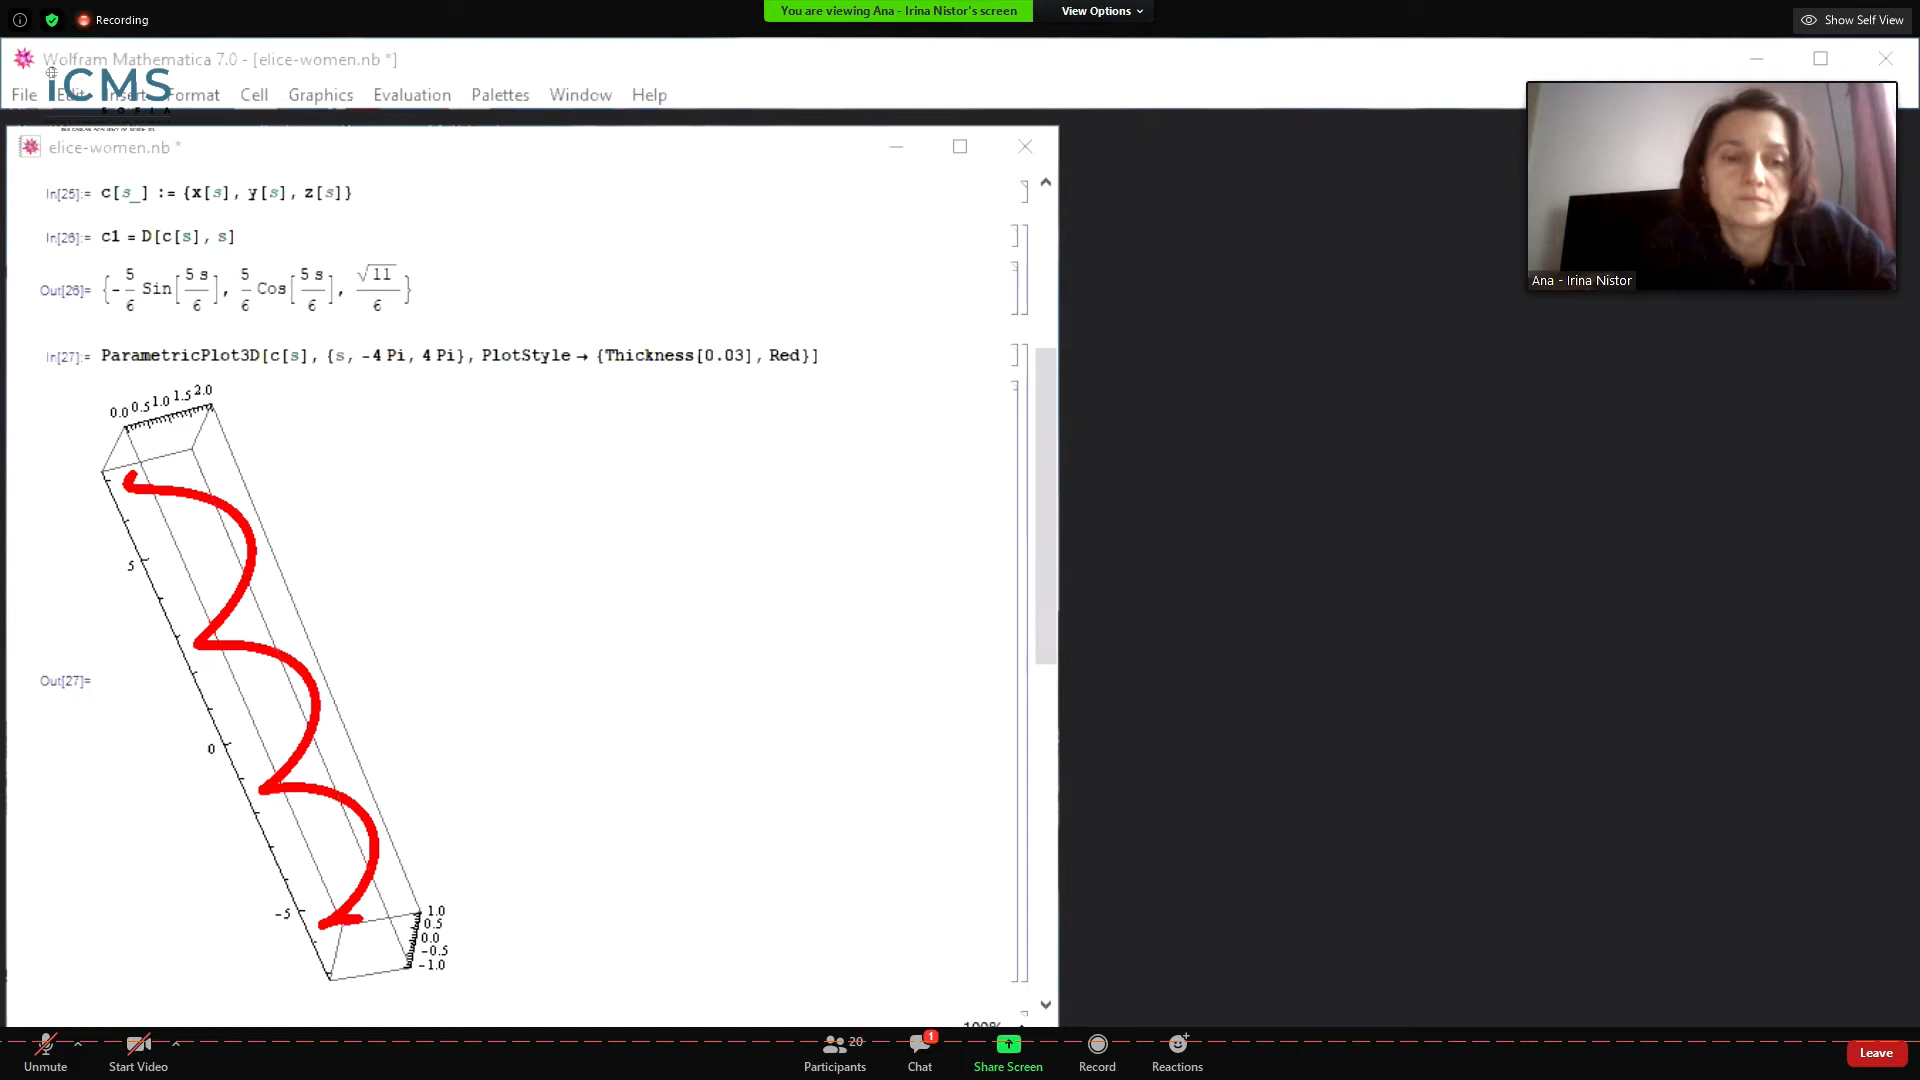 Recording
You are viewing Ana - Irina Nistor's screen
View Options
Show Self View
Wolfram Mathematica 7.0 - [elice-women.nb *]
iCMS
SOFIA
File Edit Insert Format Cell Graphics Evaluation Palettes Window Help
elice-women.nb *
In[25]:= c[s_] := {x[s], y[s], z[s]}
In[26]:= c1 = D[c[s], s]
Out[26]= {-5/6 Sin[5 s/6], 5/6 Cos[5 s/6], √11/6}
In[27]:= ParametricPlot3D[c[s], {s, -4 Pi, 4 Pi}, PlotStyle → {Thickness[0.03], Red}]
0.0 0.5 1.0 1.5 2.0
5
Out[27]=
0
-5
1.0
0.5
0.0
-0.5
-1.0
100%
Ana - Irina Nistor
Unmute
Start Video
20
Participants
1
Chat
Share Screen
Record
Reactions
Leave